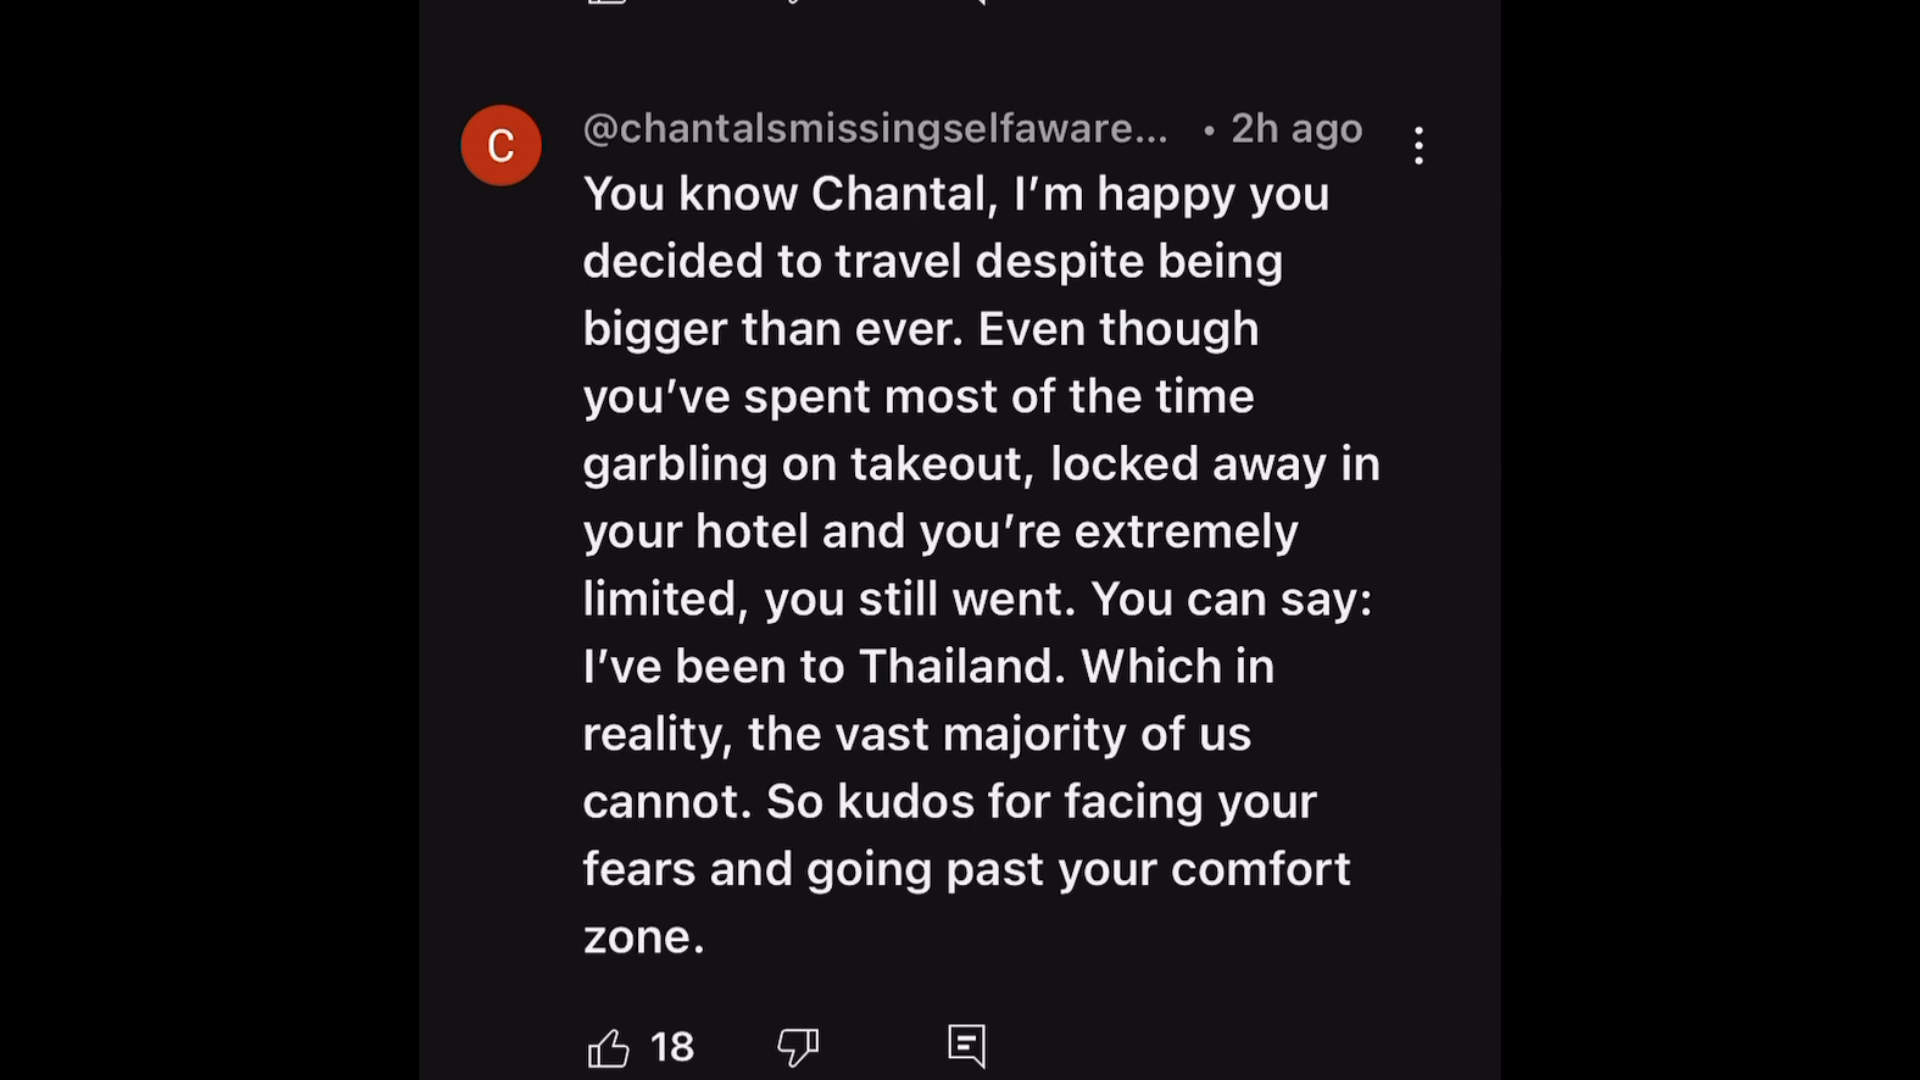 C
@chantalsmissingselfaware... • 2h ago
You know Chantal, I’m happy you
decided to travel despite being
bigger than ever. Even though
you’ve spent most of the time
garbling on takeout, locked away in
your hotel and you’re extremely
limited, you still went. You can say:
I’ve been to Thailand. Which in
reality, the vast majority of us
cannot. So kudos for facing your
fears and going past your comfort
zone.
18